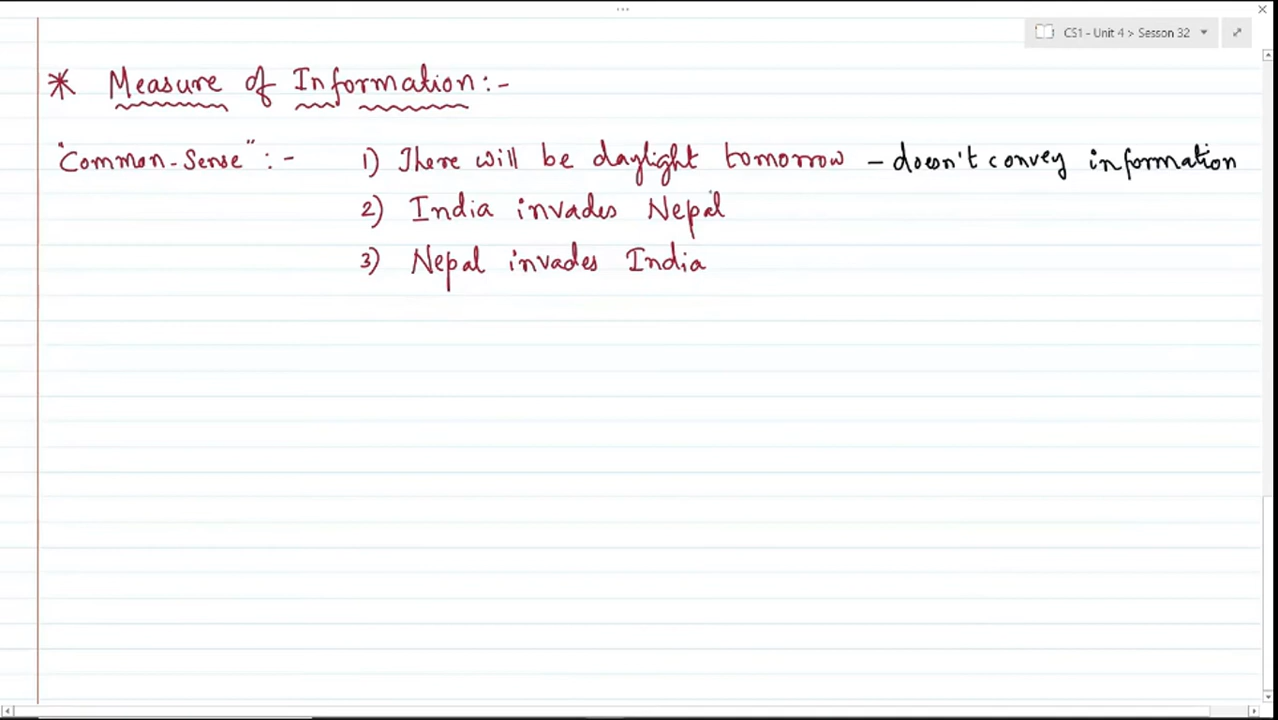 CS1 - Unit 4 > Sesson 32
* Measure of Information :-
"Common-Sense" :- 1) There will be daylight tomorrow – doesn't convey information
2) India invades Nepal
3) Nepal invades India